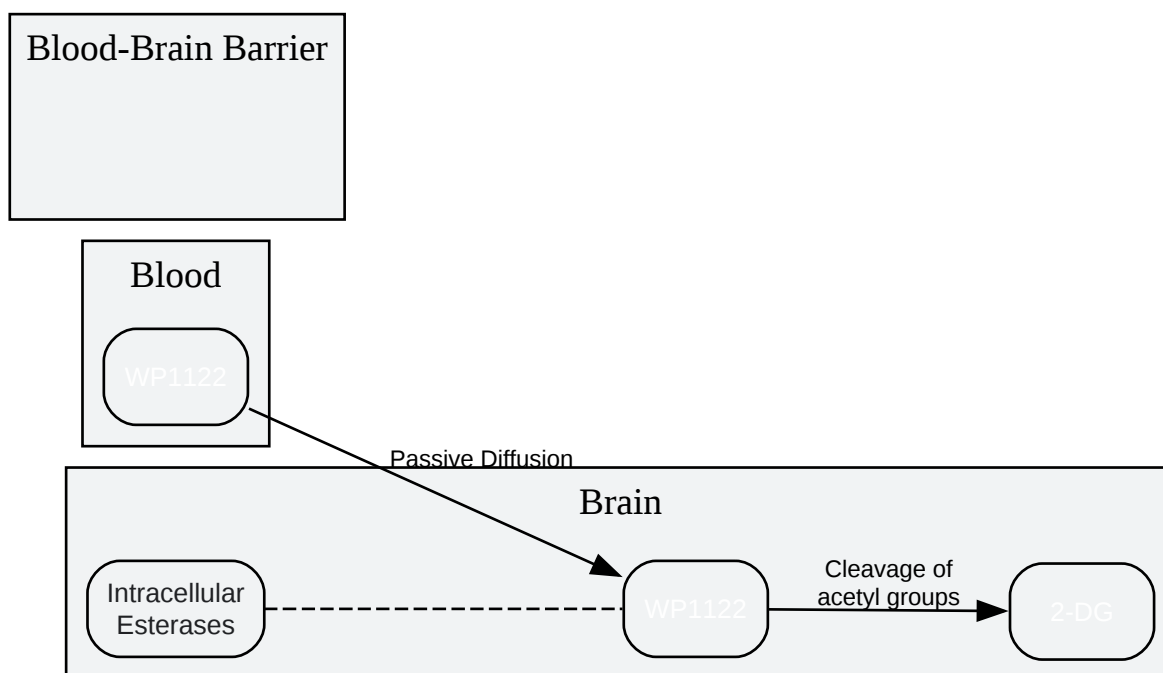 Blood-Brain Barrier
Blood
WP1122
Passive Diffusion
Brain
Intracellular
Esterases
WP1122
Cleavage of
acetyl groups
2-DG